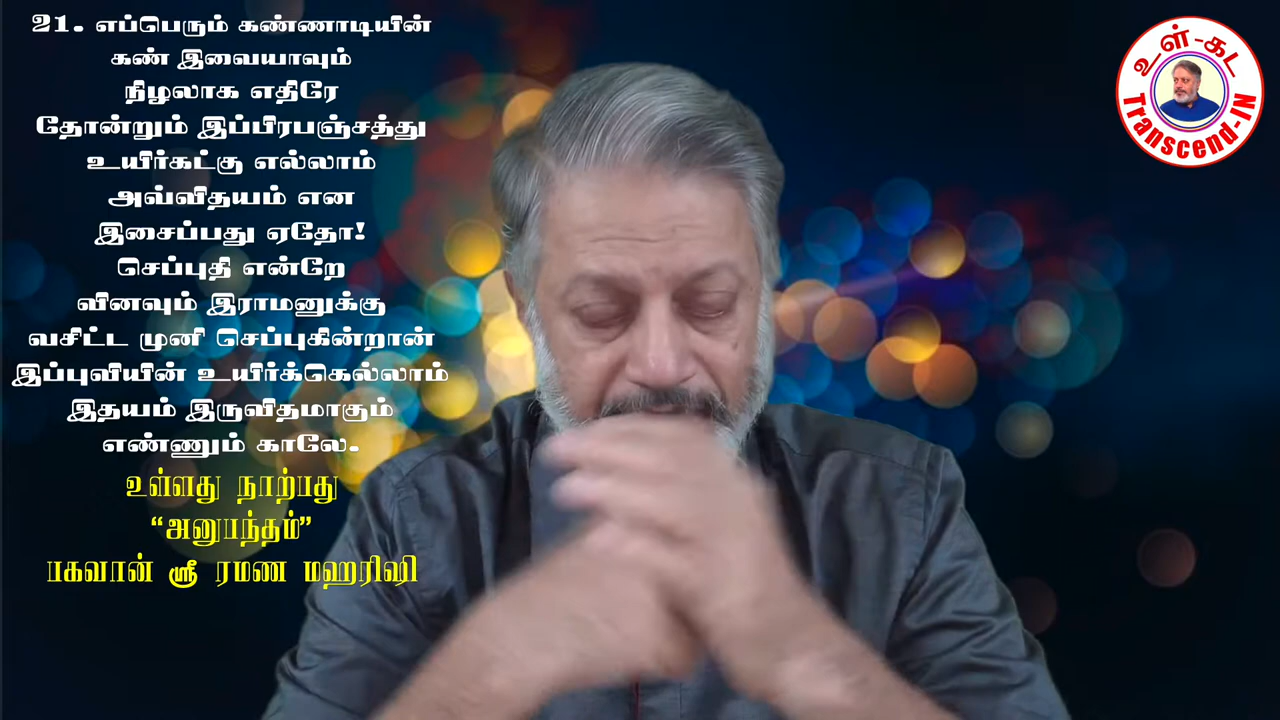 21. எப்பெரும் கண்ணாடியின்
கண் இவையாவும்
நிழலாக எதிரே
தோன்றும் இப்பிரபஞ்சத்து
உயிர்கட்கு எல்லாம்
அவ்விதயம் என
இசைப்பது ஏதோ!
செப்புதி என்றே
வினவும் இராமனுக்கு
வசிட்ட முனி செப்புகின்றான்
இப்புவியின் உயிர்க்கெல்லாம்
இதயம் இருவிதமாகும்
எண்ணும் காலே.
உள்ளது நாற்பது
“அனுபந்தம்”
பகவான் ஸ்ரீ ரமண மஹரிஷி
உள்-கட
Transcend-IN